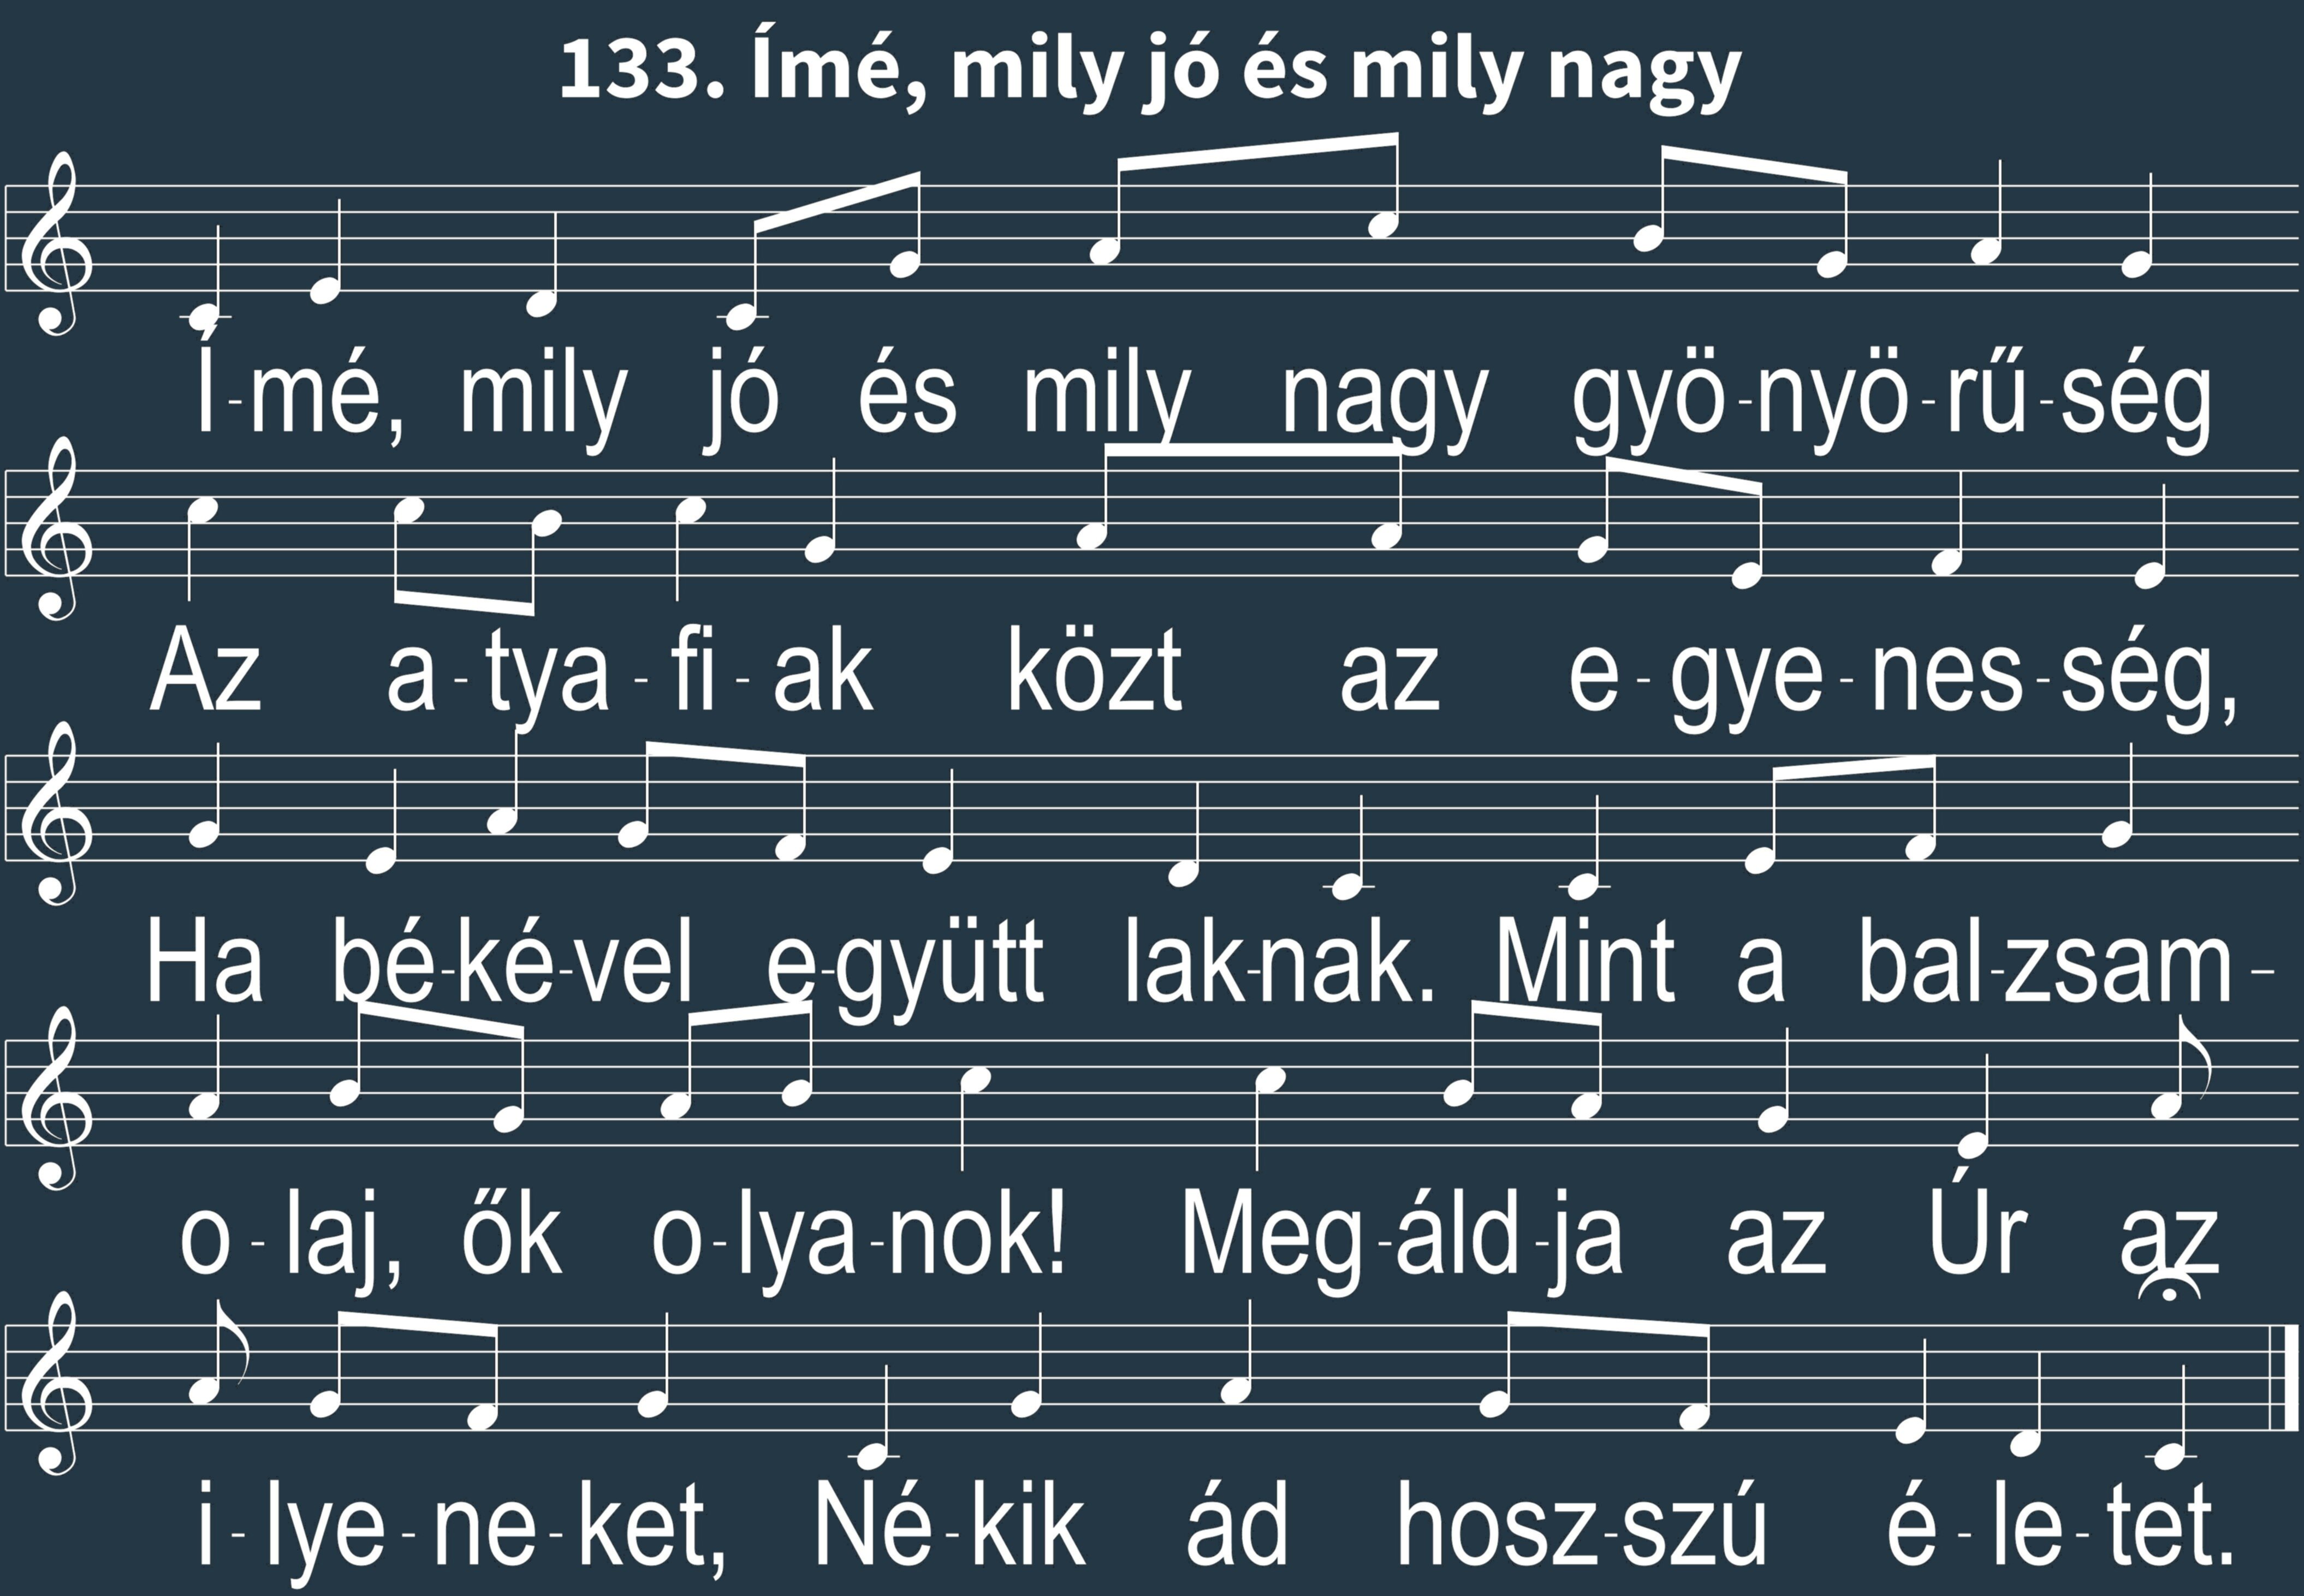 133. Ímé, mily jó és mily nagy
Í-mé, mily jó és mily nagy gyö-nyö-rű-ség
Az a-tya-fi-ak közt az e-gye-nes-ség,
Ha bé-ké-vel e-gyütt lak-nak. Mint a bal-zsam-
o-laj, ők o-lya-nok! Meg-áld-ja az Úr az
i-lye-ne-ket, Né-kik ád hosz-szú é-le-tet.